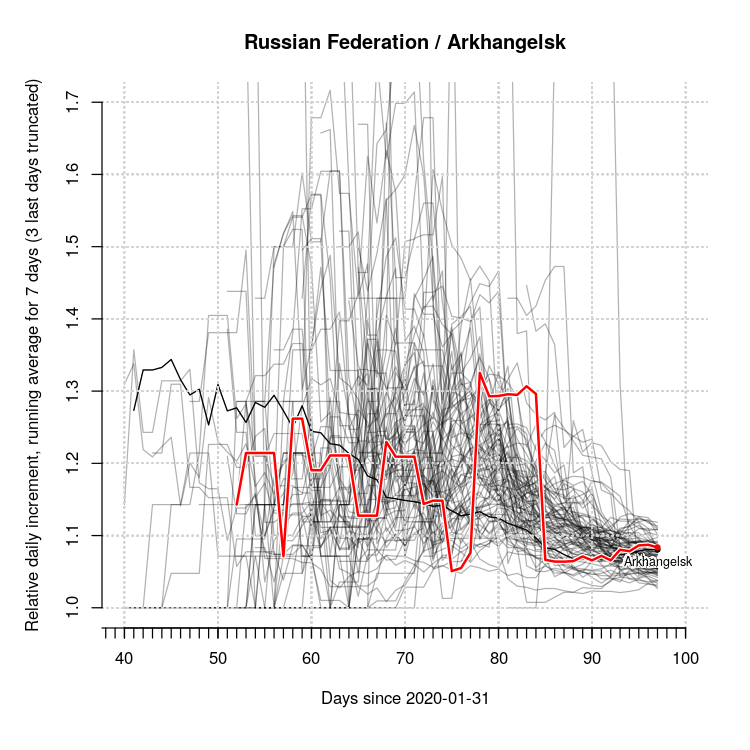 Russian Federation / Arkhangelsk
Relative daily increment, running average for 7 days (3 last days truncated)
1.7
1.6
1.5
1.4
1.3
1.2
1.1
1.0
Arkhangelsk
40 50 60 70 80 90 100
Days since 2020-01-31